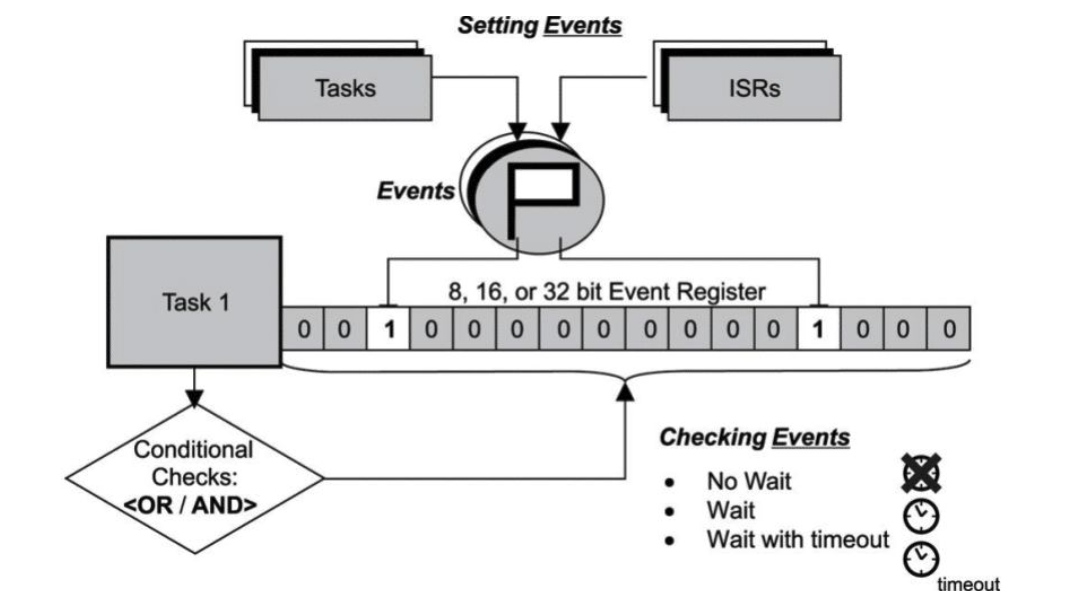 Setting Events
Tasks
ISRs
Events
Task 1
8, 16, or 32 bit Event Register
0 0 1 0 0 0 0 0 0 0 0 0 1 0 0 0
Conditional
Checks:
<OR / AND>
Checking Events
• No Wait
• Wait
• Wait with timeout
timeout